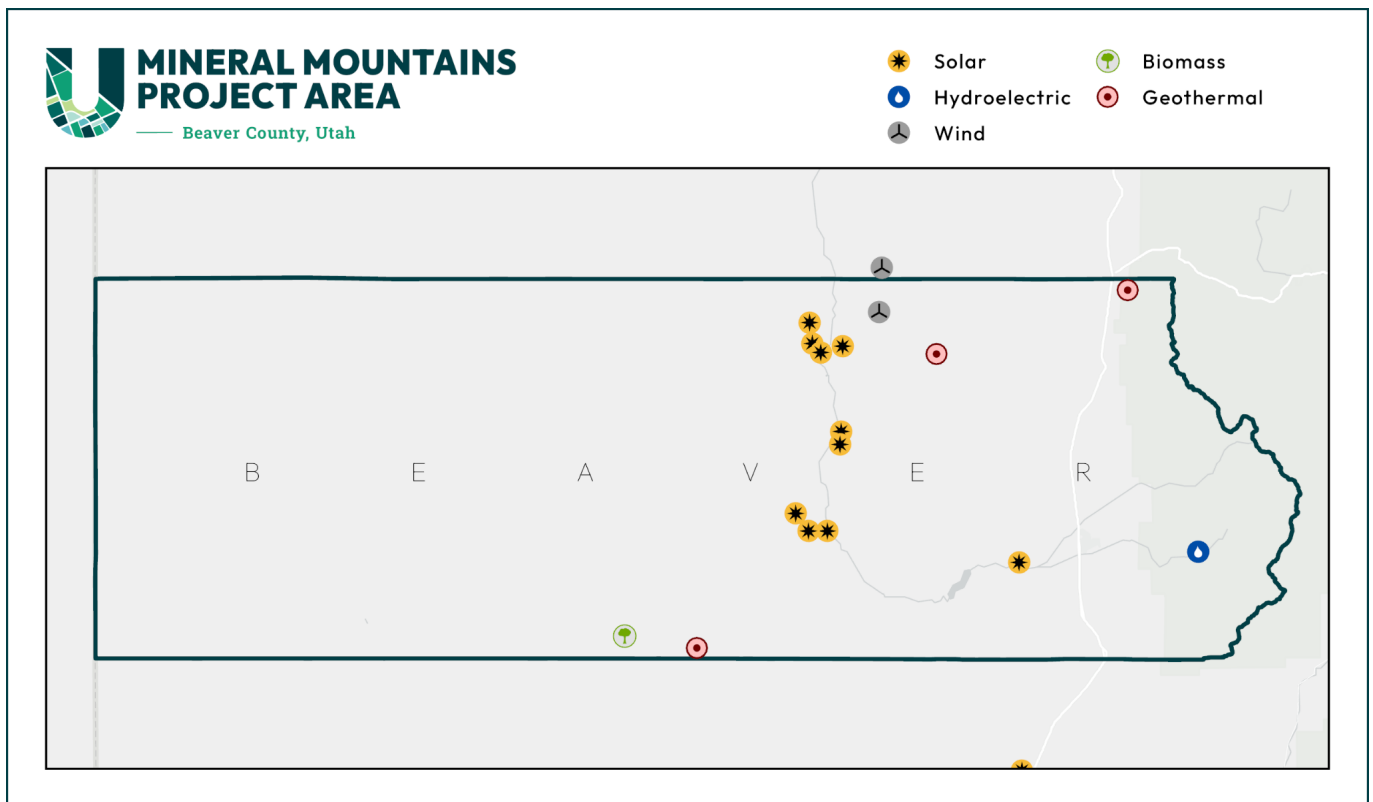 MINERAL MOUNTAINS
PROJECT AREA
Beaver County, Utah
Solar
Hydroelectric
Wind
Biomass
Geothermal
B E A V E R